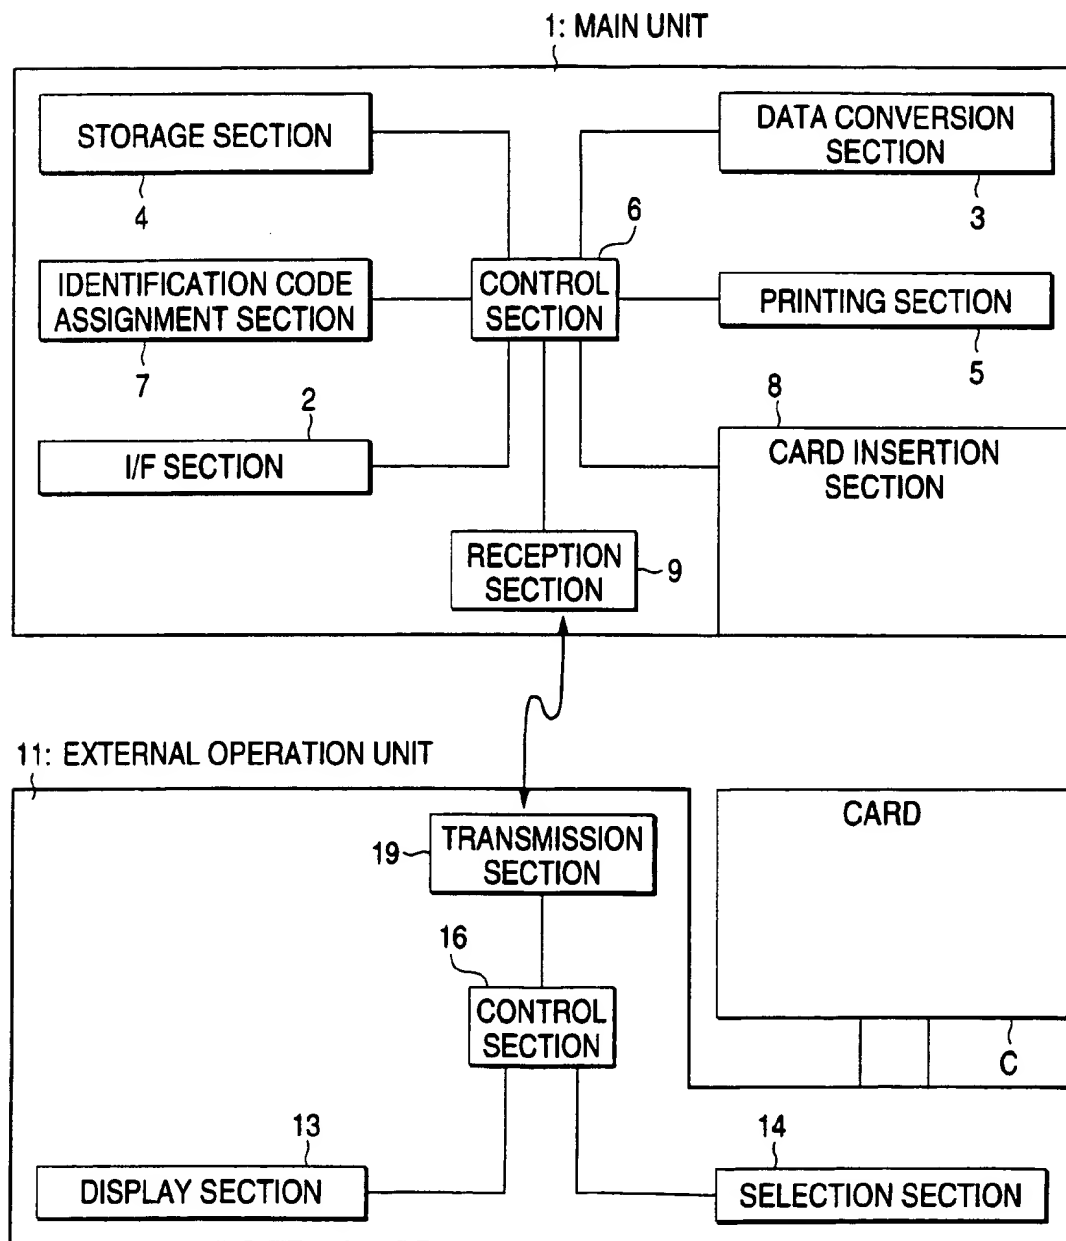 1: MAIN UNIT
STORAGE SECTION
4
DATA CONVERSION
SECTION
3
6
IDENTIFICATION CODE
ASSIGNMENT SECTION
7
CONTROL
SECTION
PRINTING SECTION
5
2
I/F SECTION
8
CARD INSERTION
SECTION
RECEPTION
SECTION
9
11: EXTERNAL OPERATION UNIT
19
TRANSMISSION
SECTION
CARD
C
16
CONTROL
SECTION
13
DISPLAY SECTION
14
SELECTION SECTION